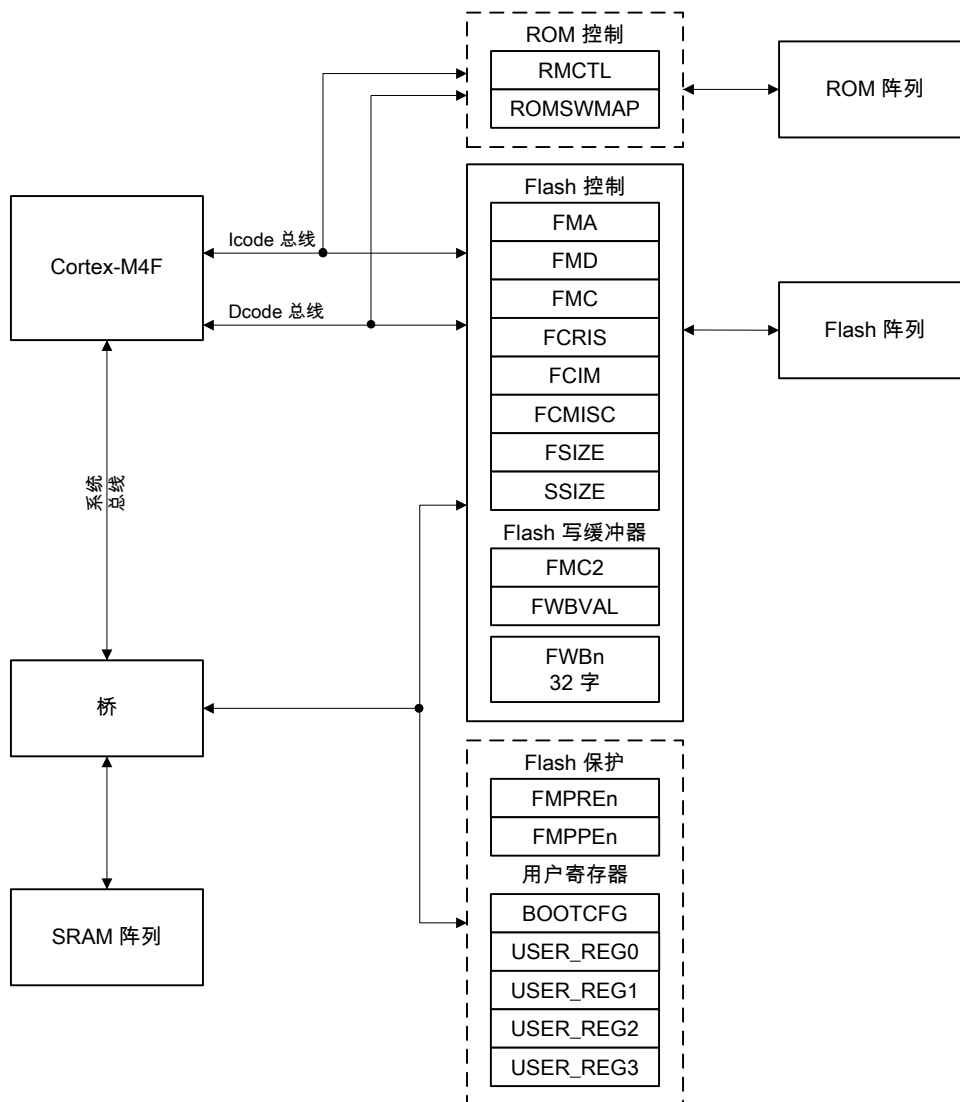 ROM 控制
RMCTL
ROMSWMAP
ROM 阵列
Flash 控制
FMA
FMD
FMC
FCRIS
FCIM
FCMISC
FSIZE
SSIZE
Flash 写缓冲器
FMC2
FWBVAL
FWBn
32 字
Cortex-M4F
Icode 总线
Dcode 总线
Flash 阵列
系统
总线
桥
SRAM 阵列
Flash 保护
FMPREn
FMPPEn
用户寄存器
BOOTCFG
USER_REG0
USER_REG1
USER_REG2
USER_REG3